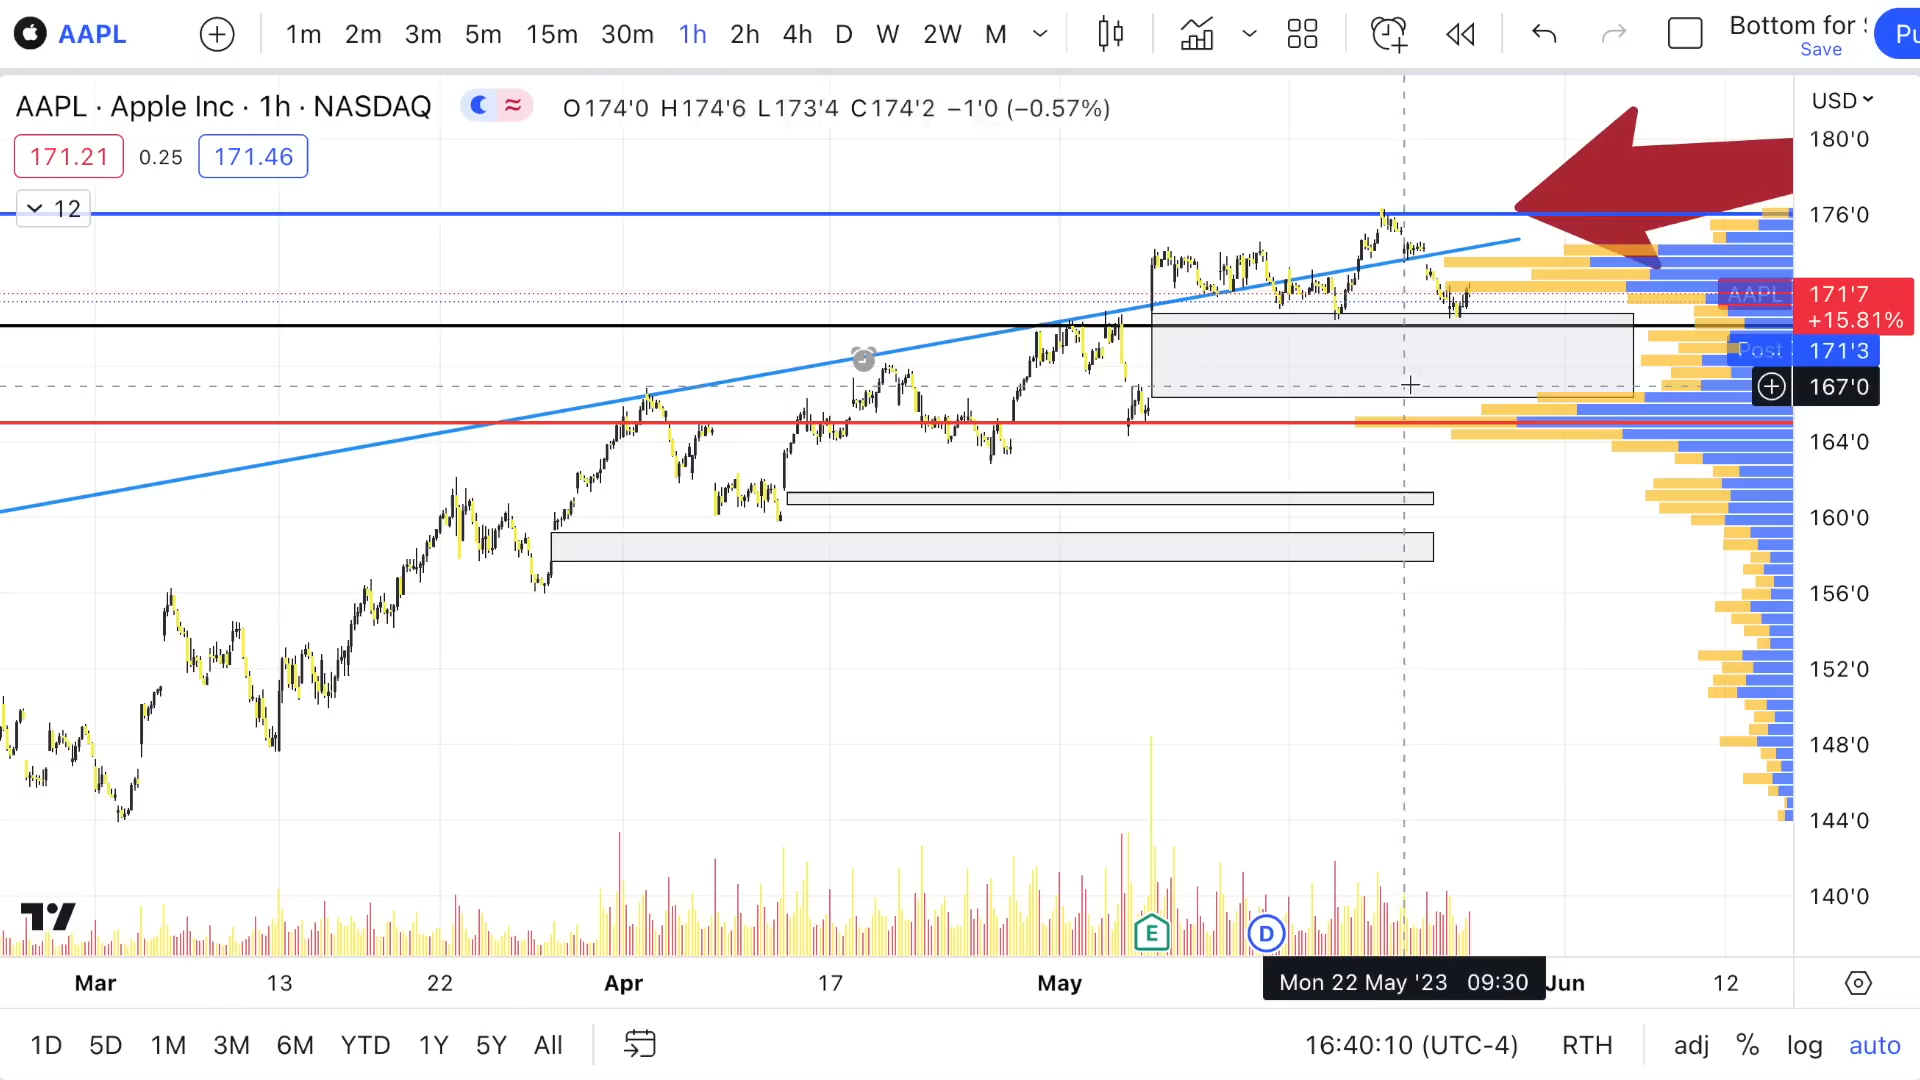 AAPL 1m 2m 3m 5m 15m 30m 1h 2h 4h D W 2W M Bottom for
Save
Pu
AAPL · Apple Inc · 1h · NASDAQ O174'0 H174'6 L173'4 C174'2 −1'0 (−0.57%)
USD
171.21 0.25 171.46
12
180'0
176'0
AAPL 171'7
+15.81%
Post 171'3
167'0
164'0
160'0
156'0
152'0
148'0
144'0
140'0
E D
Mar 13 22 Apr 17 May Mon 22 May '23 09:30 Jun 12
1D 5D 1M 3M 6M YTD 1Y 5Y All 16:40:10 (UTC-4) RTH adj % log auto